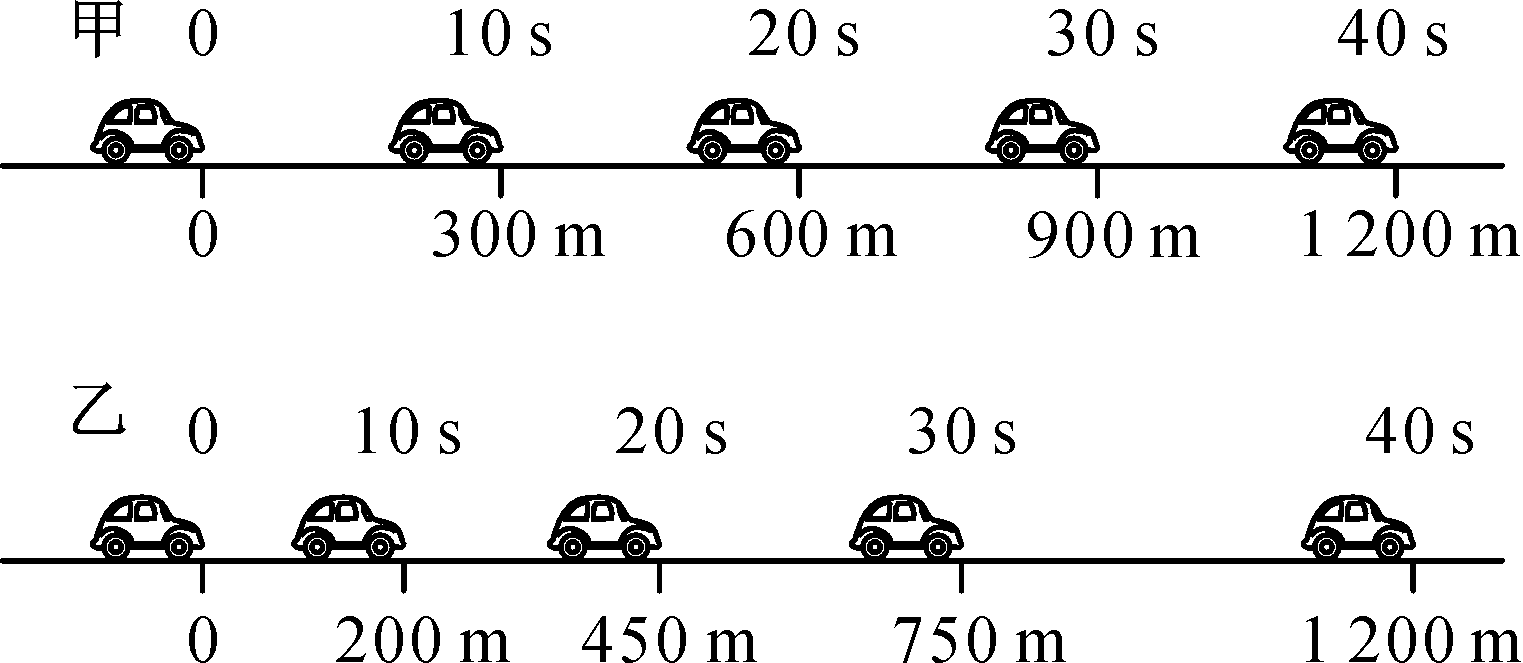 甲 0 10 s 20 s 30 s 40 s
0 300 m 600 m 900 m 1 200 m
乙 0 10 s 20 s 30 s 40 s
0 200 m 450 m 750 m 1 200 m